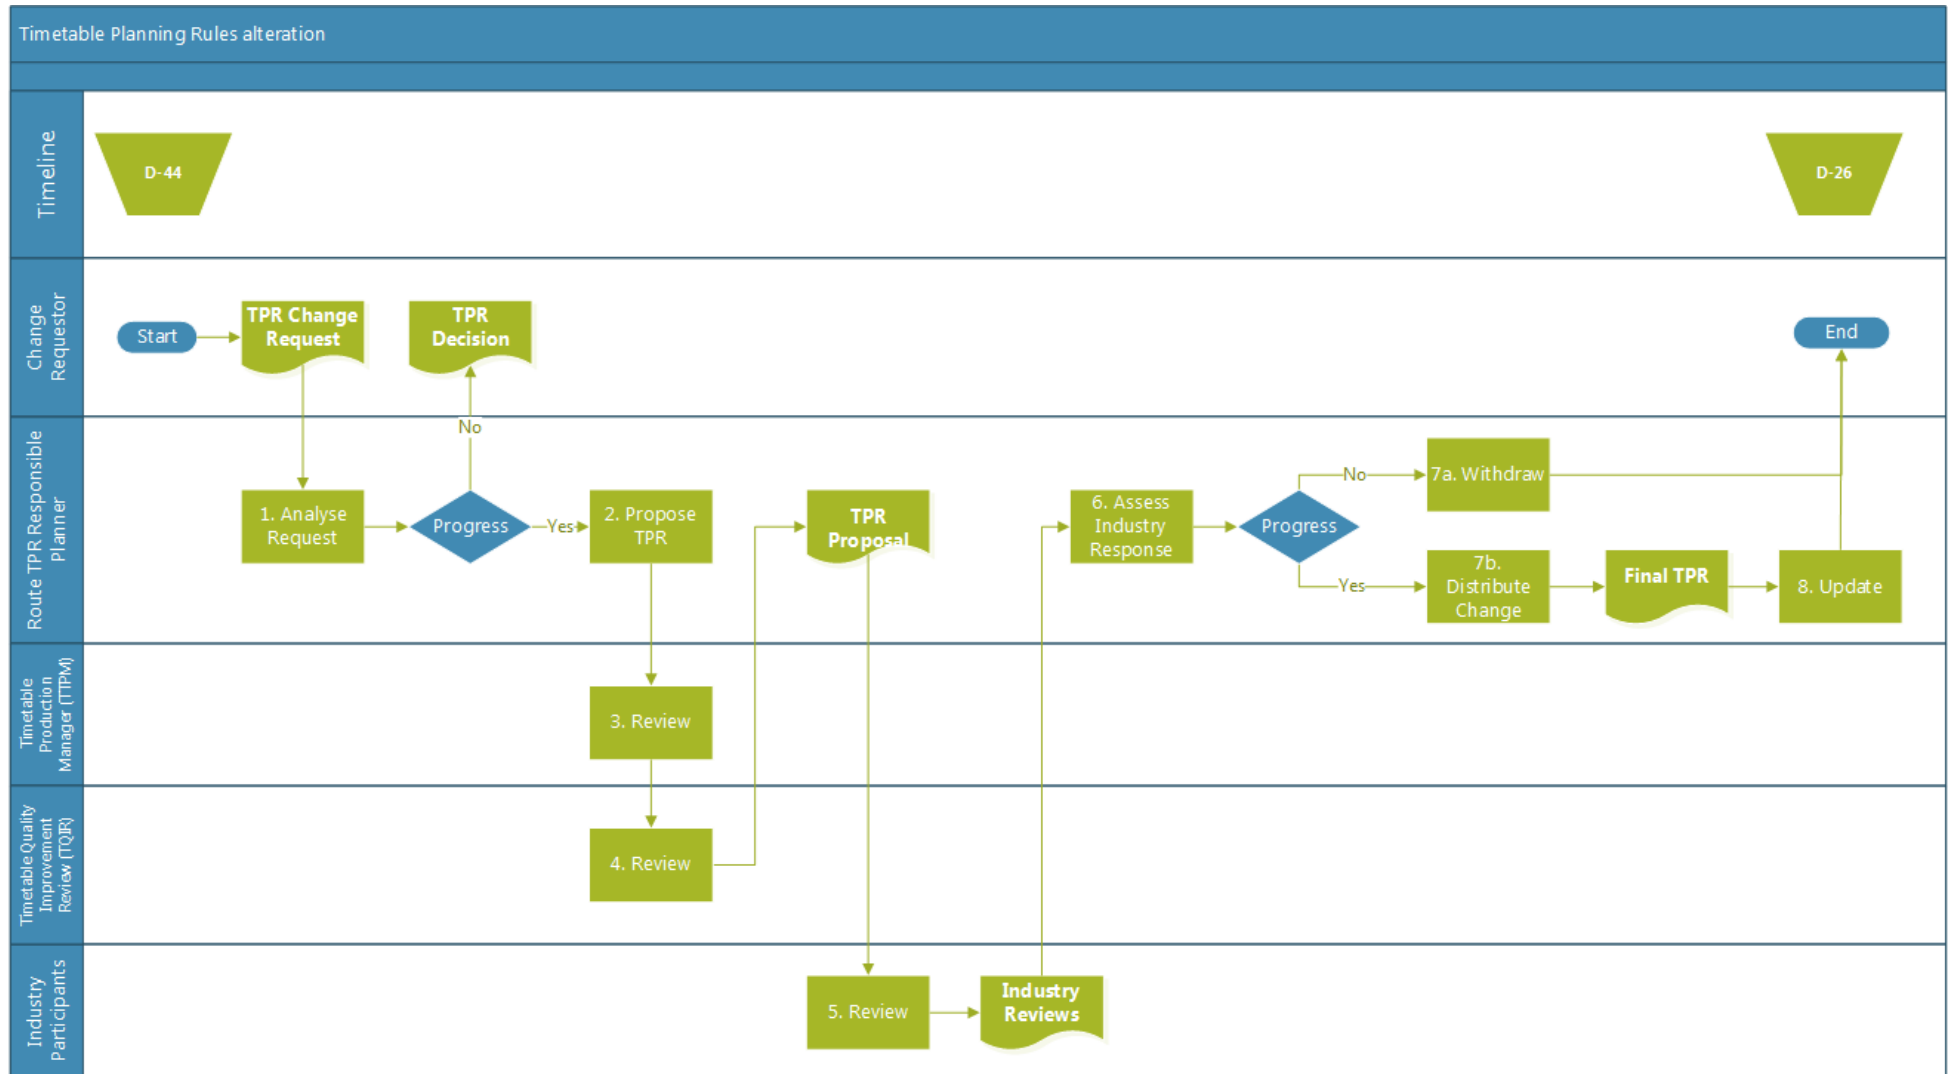 Timetable Planning Rules alteration
Timeline
D-44
D-26
Change
Requestor
Start
TPR Change
Request
TPR
Decision
End
No
Route TPR Responsible
Planner
1. Analyse
Request
Progress
Yes
2. Propose
TPR
TPR
Proposal
6. Assess
Industry
Response
Progress
No
7a. Withdraw
Yes
7b.
Distribute
Change
Final TPR
8. Update
Timetable
Production
Manager (TTPM)
3. Review
Timetable Quality
Improvement
Review (TQIR)
4. Review
Industry
Participants
5. Review
Industry
Reviews